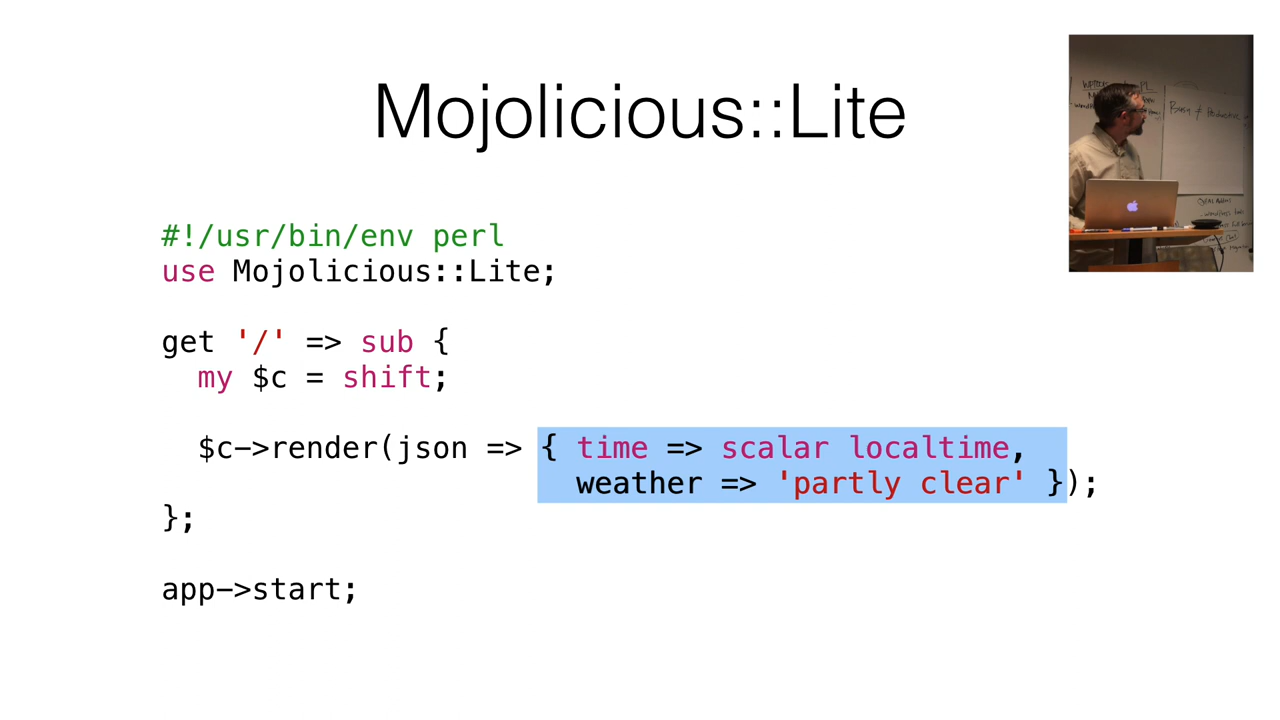 Mojolicious::Lite
#!/usr/bin/env perl
use Mojolicious::Lite;
get '/' => sub {
my $c = shift;
$c->render(json => { time => scalar localtime,
weather => 'partly clear' });
};
app->start;